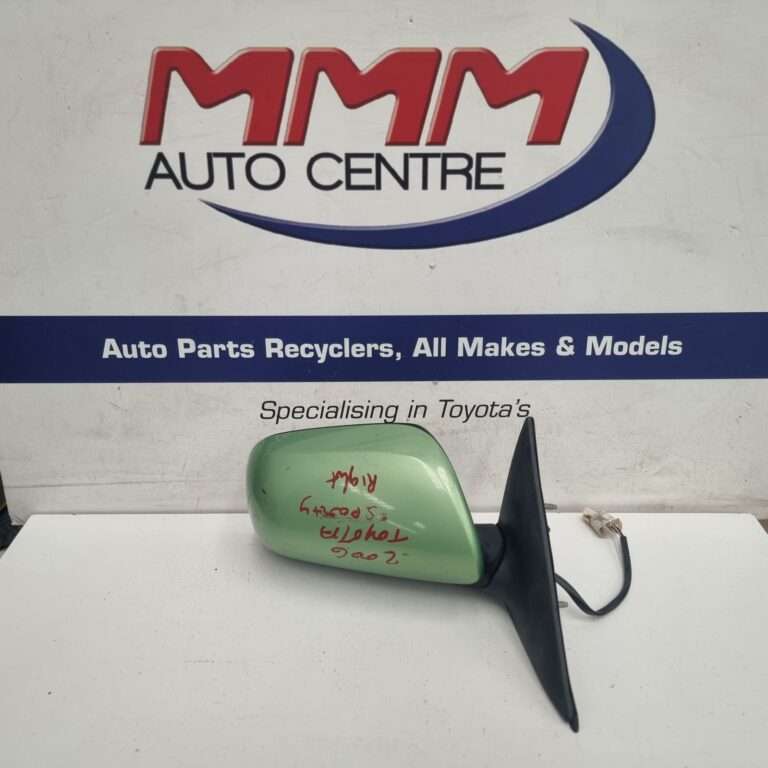 MMM
AUTO CENTRE
Auto Parts Recyclers, All Makes & Models
Specialising in Toyota's
2006
TOYOTA
Right